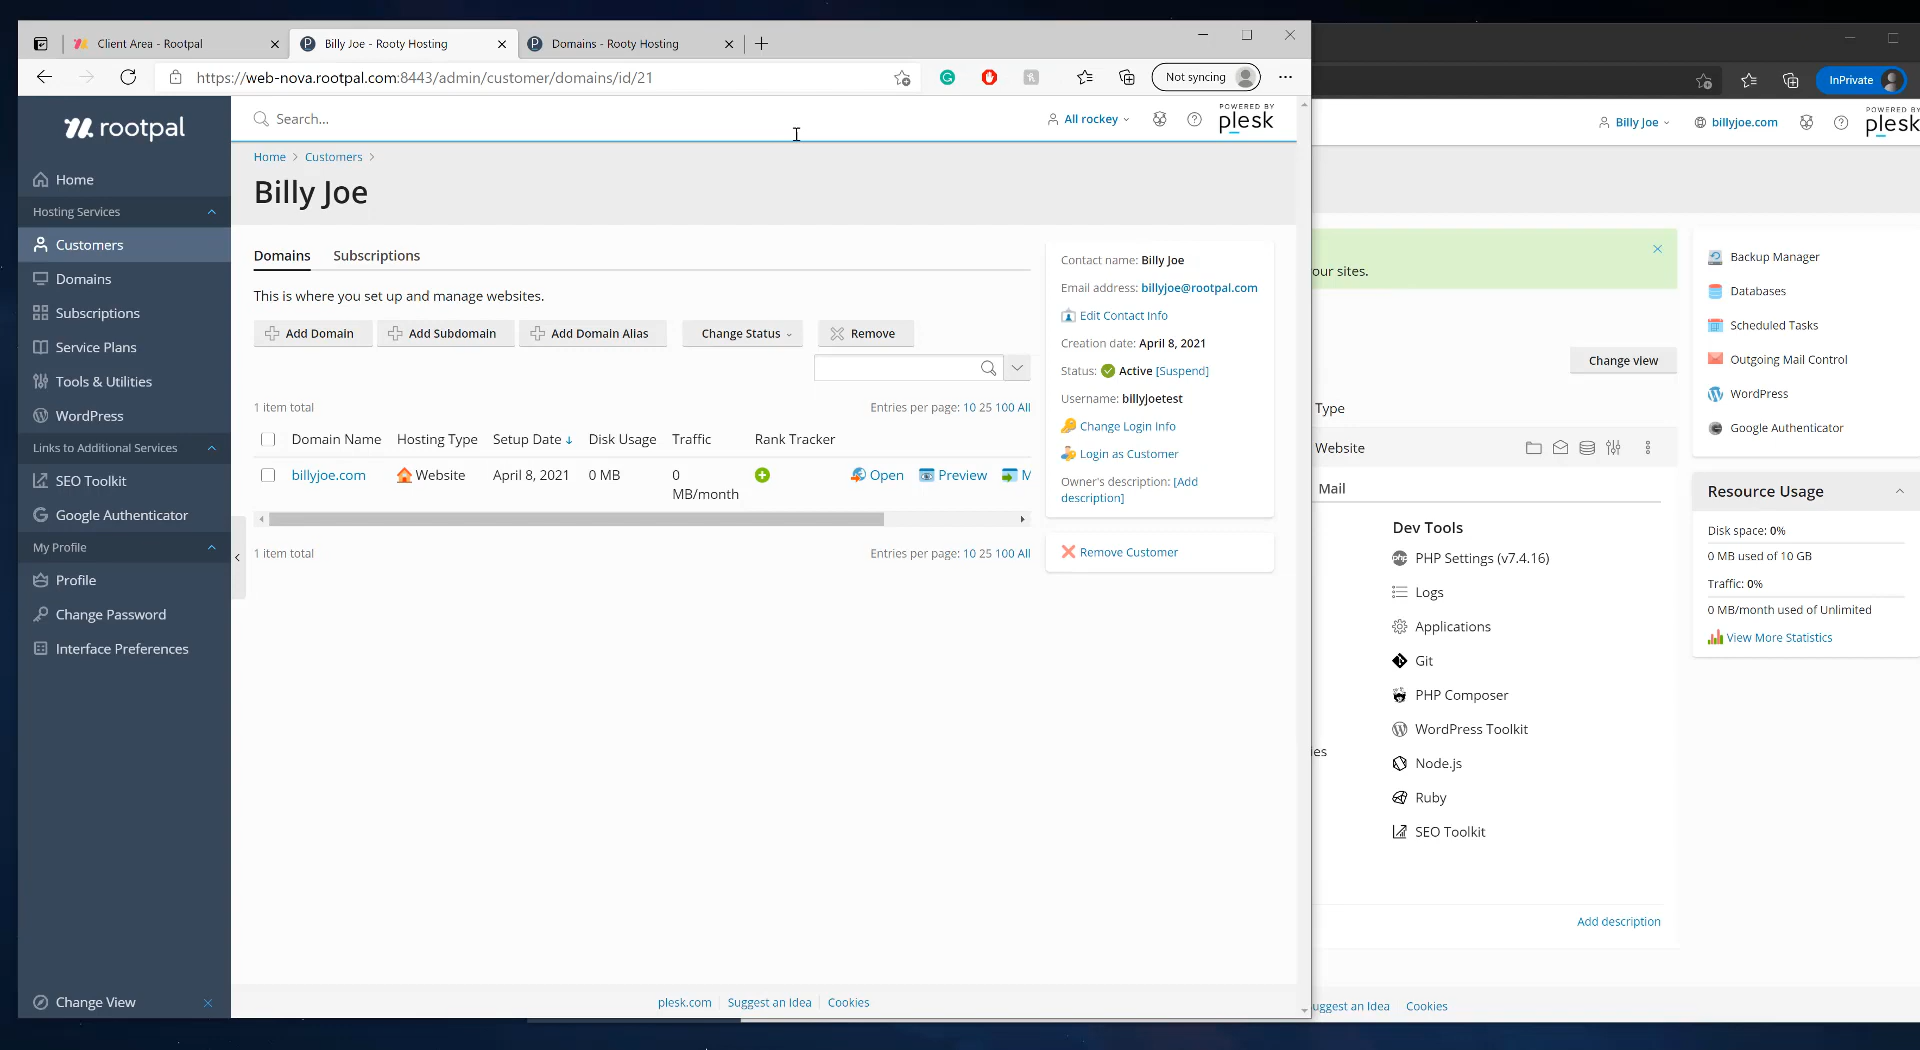 Client Area - Rootpal
Billy Joe - Rooty Hosting
Domains - Rooty Hosting
https://web-nova.rootpal.com:8443/admin/customer/domains/id/21
Not syncing
InPrivate
rootpal
Home
Hosting Services
Customers
Domains
Subscriptions
Service Plans
Tools & Utilities
WordPress
Links to Additional Services
SEO Toolkit
Google Authenticator
My Profile
Profile
Change Password
Interface Preferences
Change View
Search...
All rockey
POWERED BY
plesk
Home > Customers >
Billy Joe
Domains Subscriptions
This is where you set up and manage websites.
Add Domain Add Subdomain Add Domain Alias Change Status Remove
1 item total Entries per page: 10 25 100 All
Domain Name Hosting Type Setup Date Disk Usage Traffic Rank Tracker
billyjoe.com Website April 8, 2021 0 MB 0 MB/month Open Preview M
1 item total Entries per page: 10 25 100 All
Contact name: Billy Joe
Email address: billyjoe@rootpal.com
Edit Contact Info
Creation date: April 8, 2021
Status: Active [Suspend]
Username: billyjoetest
Change Login Info
Login as Customer
Owner's description: [Add
description]
Remove Customer
plesk.com Suggest an Idea Cookies
Billy Joe billyjoe.com
POWERED BY
plesk
our sites.
Change view
Type
Website
Mail
Dev Tools
PHP Settings (v7.4.16)
Logs
Applications
Git
PHP Composer
WordPress Toolkit
ies
Node.js
Ruby
SEO Toolkit
Add description
uggest an Idea Cookies
Backup Manager
Databases
Scheduled Tasks
Outgoing Mail Control
WordPress
Google Authenticator
Resource Usage
Disk space: 0%
0 MB used of 10 GB
Traffic: 0%
0 MB/month used of Unlimited
View More Statistics